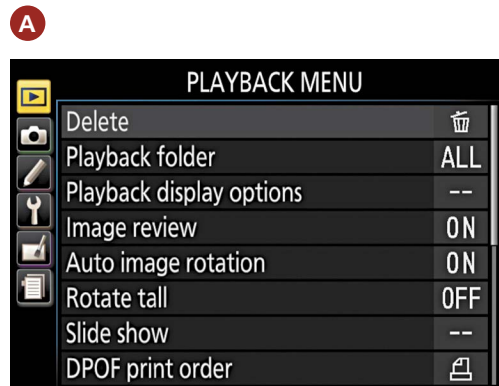 A
PLAYBACK MENU
Delete
Playback folder ALL
Playback display options --
Image review ON
Auto image rotation ON
Rotate tall OFF
Slide show --
DPOF print order